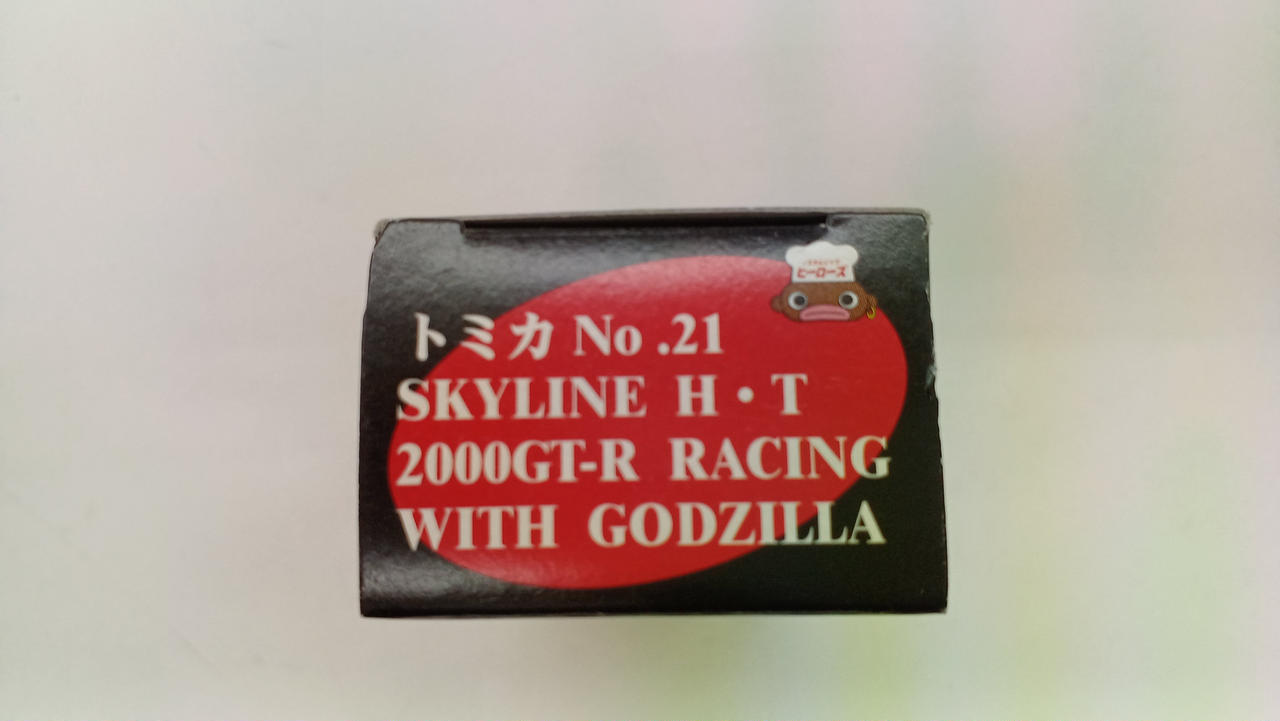 ヒーローズ
トミカ No .21
SKYLINE H・T
2000GT-R RACING
WITH GODZILLA